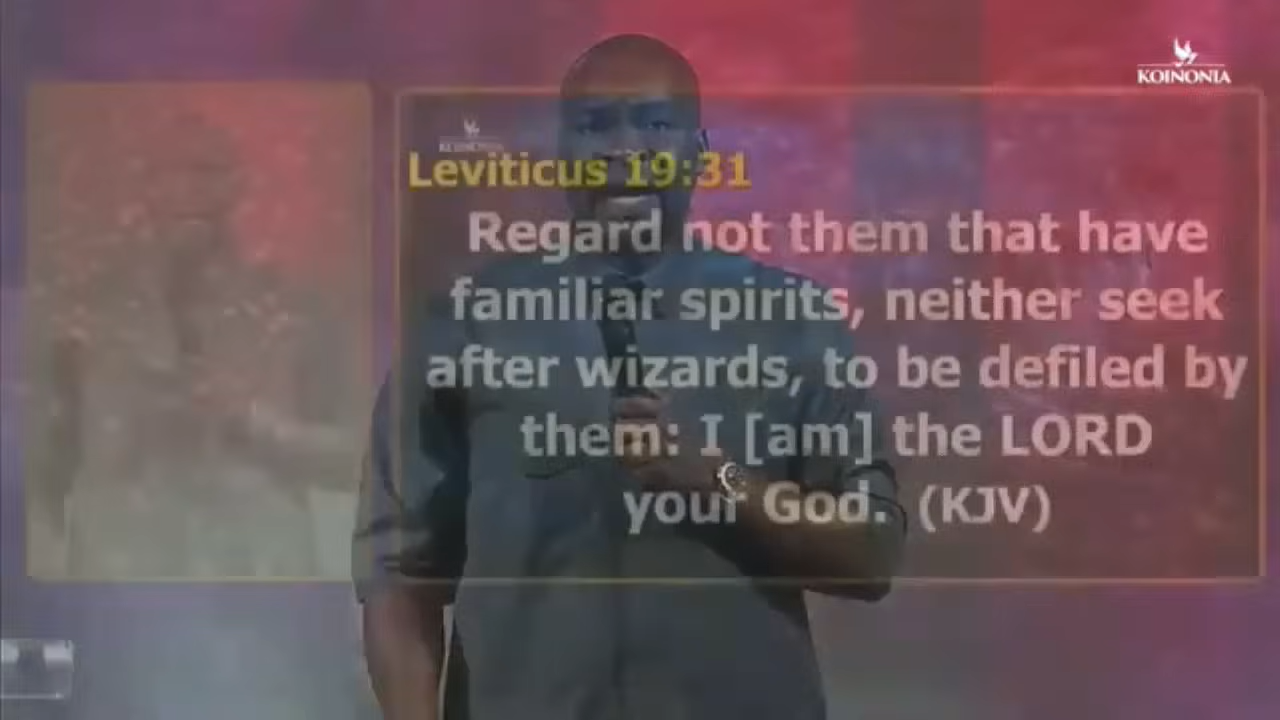 KOINONIA
KOINONIA
Leviticus 19:31
Regard not them that have
familiar spirits, neither seek
after wizards, to be defiled by
them: I [am] the LORD
your God. (KJV)